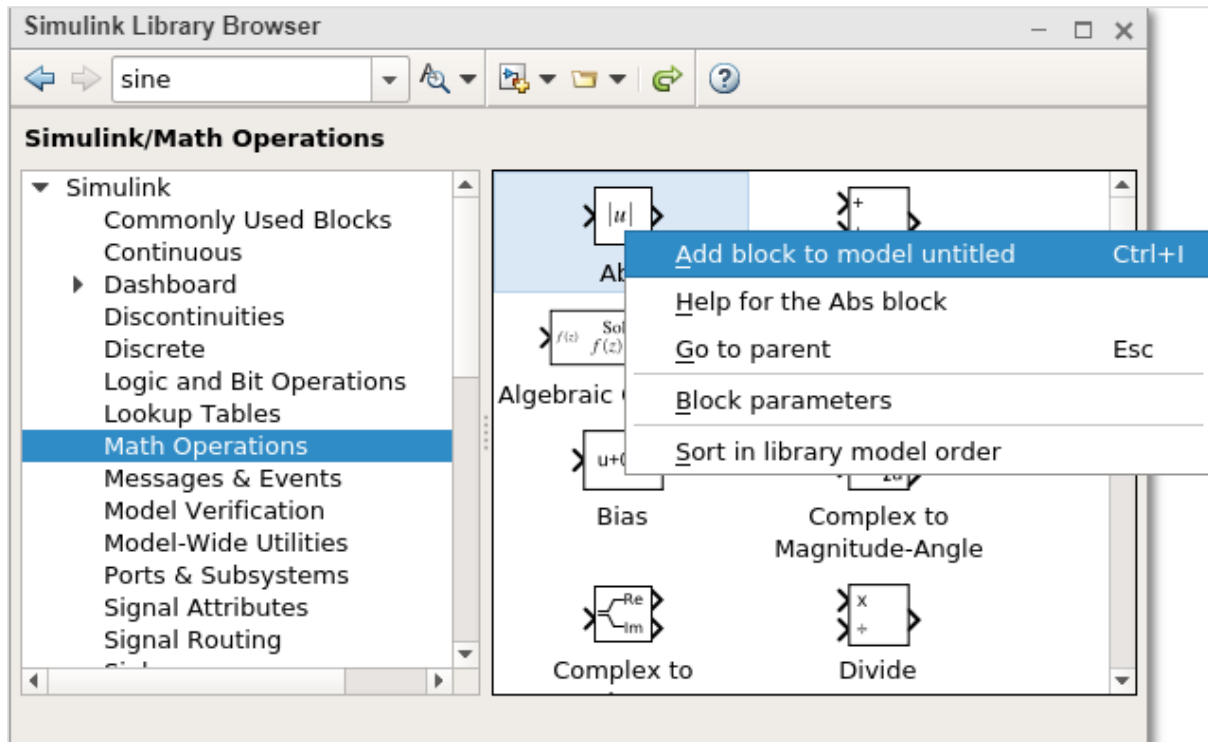 Simulink Library Browser
sine
Simulink/Math Operations
Simulink
Commonly Used Blocks
Continuous
Dashboard
Discontinuities
Discrete
Logic and Bit Operations
Lookup Tables
Math Operations
Messages & Events
Model Verification
Model-Wide Utilities
Ports & Subsystems
Signal Attributes
Signal Routing
|u|
+
Add block to model untitled Ctrl+I
Help for the Abs block
Go to parent Esc
Block parameters
Sort in library model order
f(z)
f(z)
Algebraic
Bias
Complex to
Magnitude-Angle
Re
Im
Complex to
x
÷
Divide